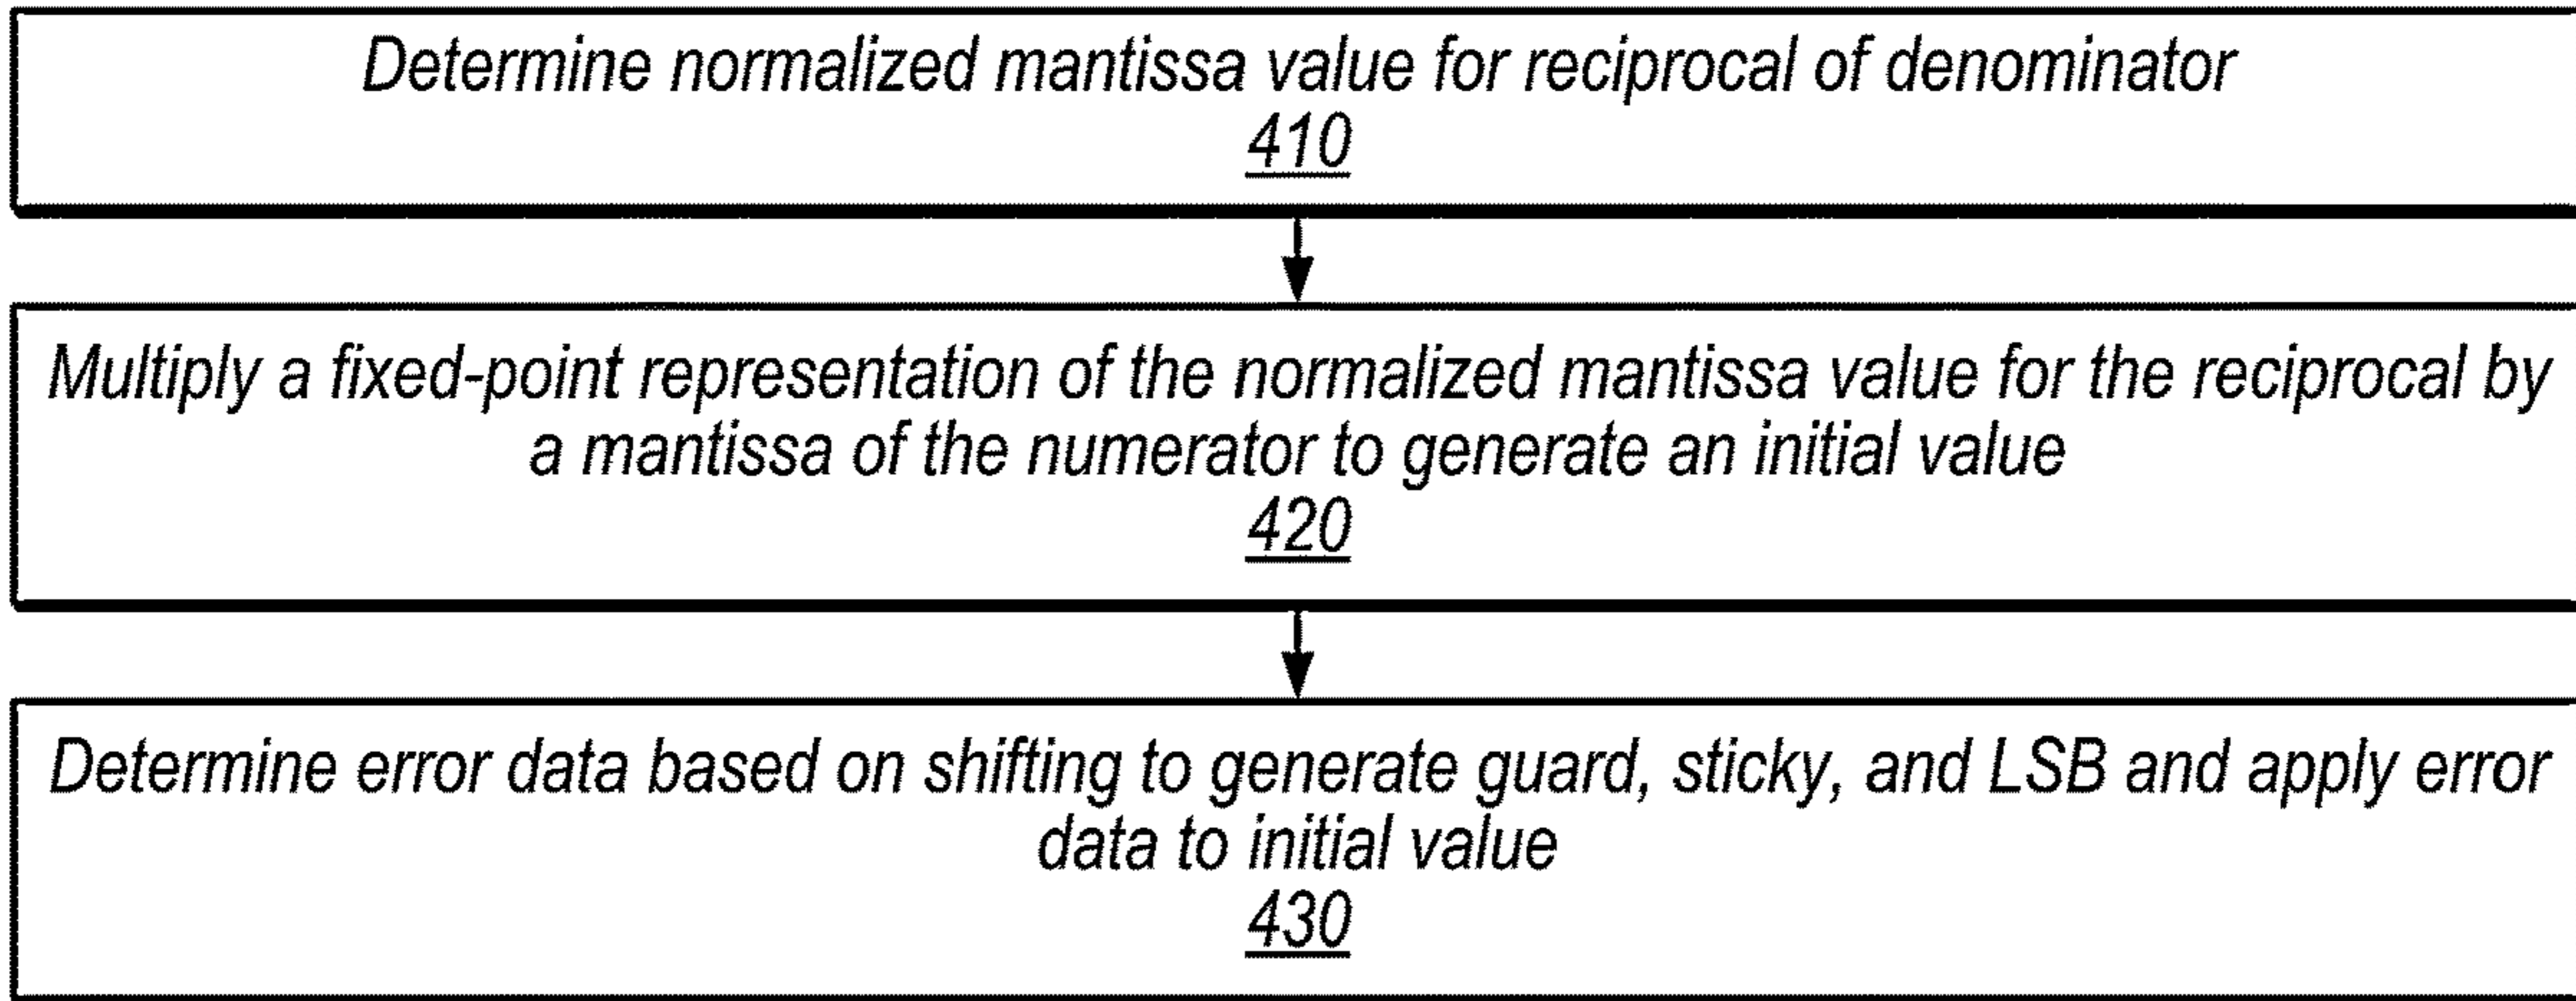 Determine normalized mantissa value for reciprocal of denominator
410
Multiply a fixed-point representation of the normalized mantissa value for the reciprocal by
a mantissa of the numerator to generate an initial value
420
Determine error data based on shifting to generate guard, sticky, and LSB and apply error
data to initial value
430